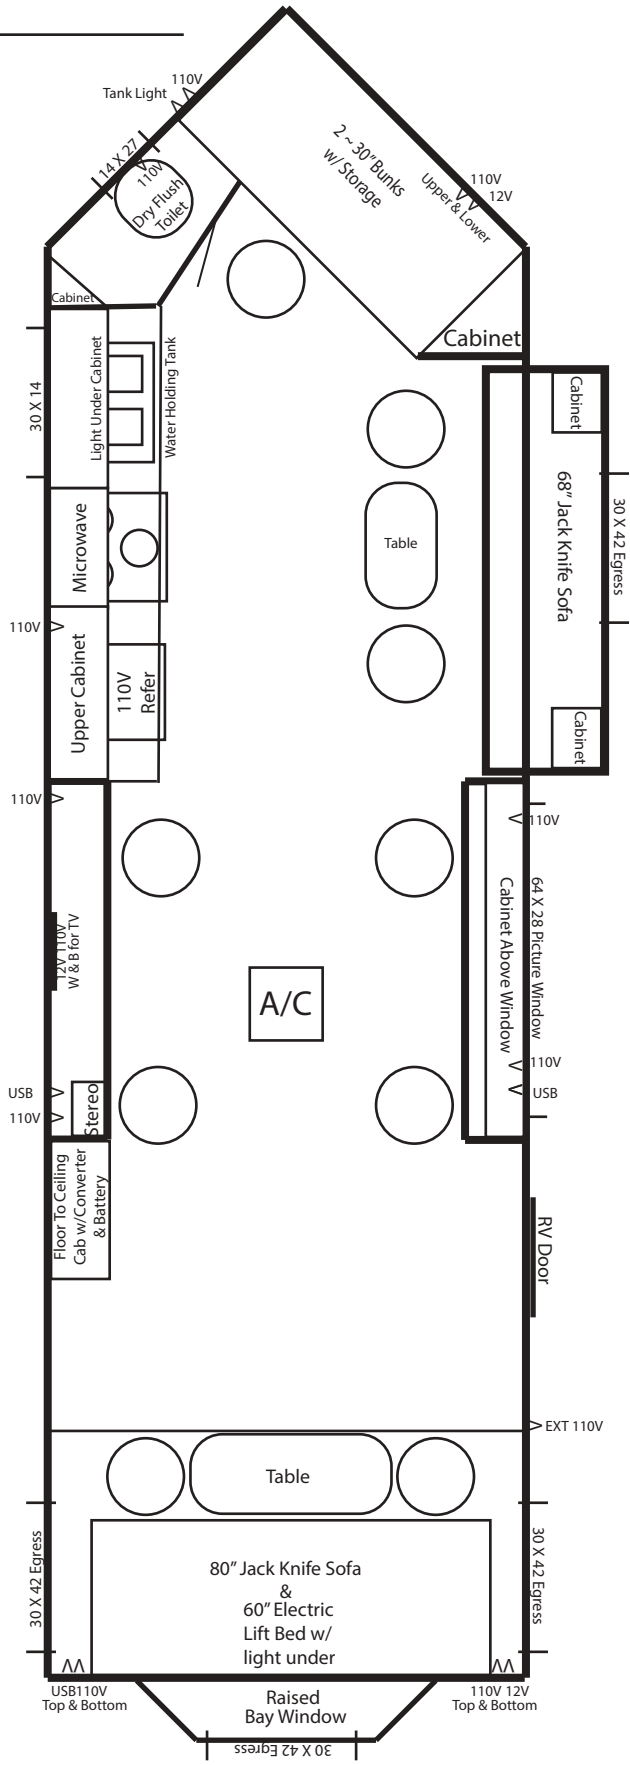 110V
Tank Light
14 X 27
110V
Dry Flush
Toilet
2 ~ 30" Bunks
w/ Storage
110V
12V
Upper & Lower
Cabinet
Cabinet
30 X 14
Light Under Cabinet
Water Holding Tank
Cabinet
68" Jack Knife Sofa
30 X 42 Egress
Cabinet
Microwave
Table
110V
Upper Cabinet
110V
Refer
110V
110V
12V 110V
W & B for TV
Cabinet Above Window
64 X 28 Picture Window
A/C
110V
USB
USB
110V
Stereo
Floor To Ceiling
Cab w/Converter
& Battery
RV Door
EXT 110V
Table
30 X 42 Egress
30 X 42 Egress
80" Jack Knife Sofa
&
60" Electric
Lift Bed w/
light under
USB110V
Top & Bottom
110V 12V
Top & Bottom
Raised
Bay Window
30 X 42 Egress